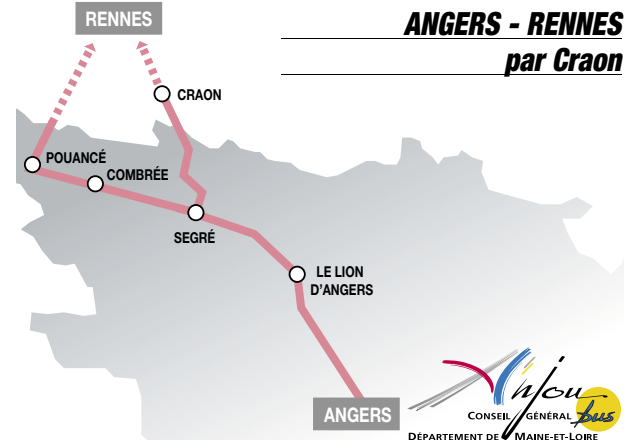 RENNES
ANGERS - RENNES
par Craon
CRAON
POUANCÉ
COMBRÉE
SEGRÉ
LE LION
D'ANGERS
ANGERS
Anjou
bus
CONSEIL GÉNÉRAL
DÉPARTEMENT DE MAINE-ET-LOIRE